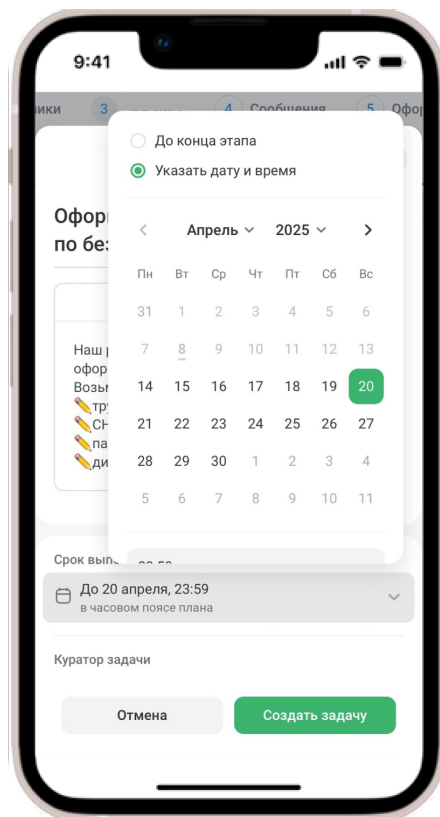 9:41
ники 3 4 Сообщения 5 Офор
До конца этапа
Указать дату и время
Офор
по без
Апрель 2025
Пн Вт Ср Чт Пт Сб Вс
31 1 2 3 4 5 6
7 8 9 10 11 12 13
14 15 16 17 18 19 20
21 22 23 24 25 26 27
28 29 30 1 2 3 4
5 6 7 8 9 10 11
Наш
офор
Возь
✏️тру
✏️СН
✏️па
✏️ди
Срок вып
До 20 апреля, 23:59
в часовом поясе плана
Куратор задачи
Отмена
Создать задачу